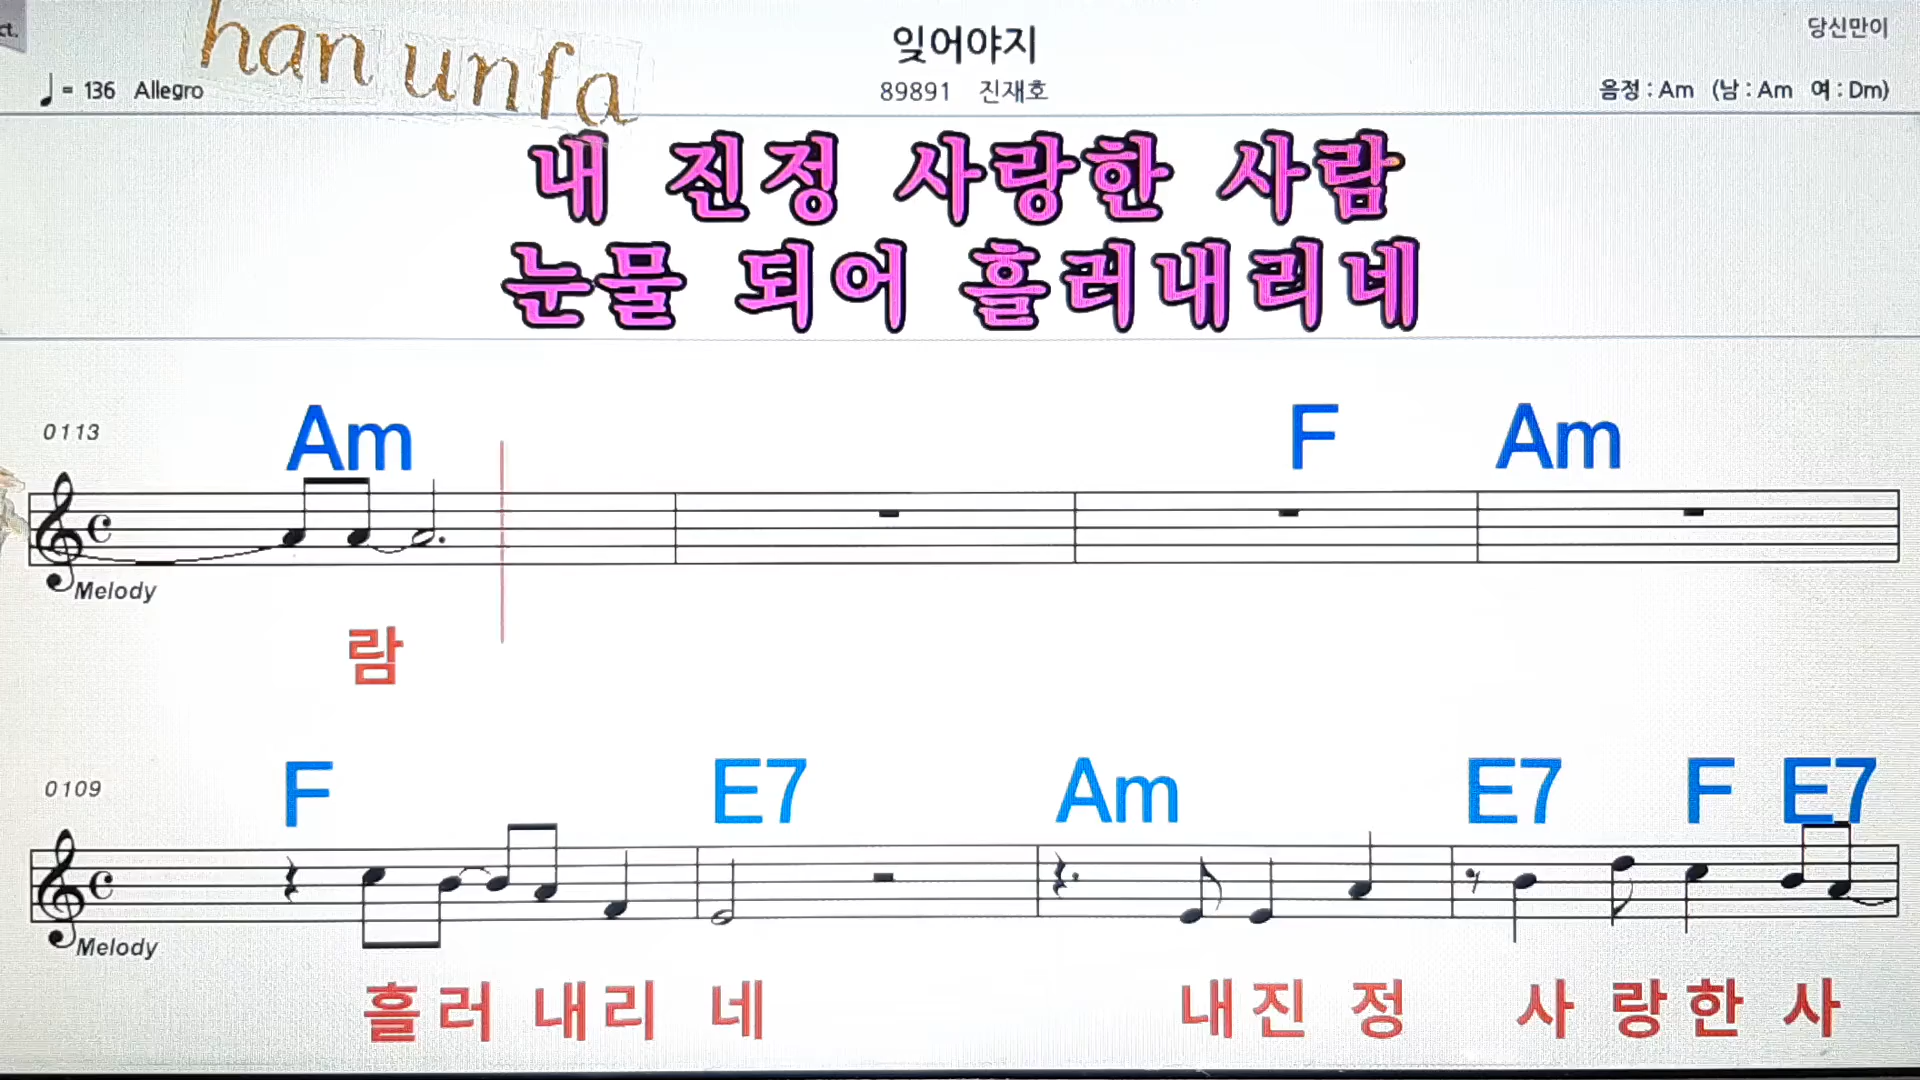 ct.
han unfa
잊어야지
당신만이
♩= 136 Allegro
89891 진재호
음정 : Am (남 : Am 여 : Dm)
내 진정 사랑한 사람
눈물 되어 흘러내리네
0113
Am F Am
Melody
람
0109
F E7 Am E7 F E7
Melody
흘러 내리 네 내진 정 사 랑한 사